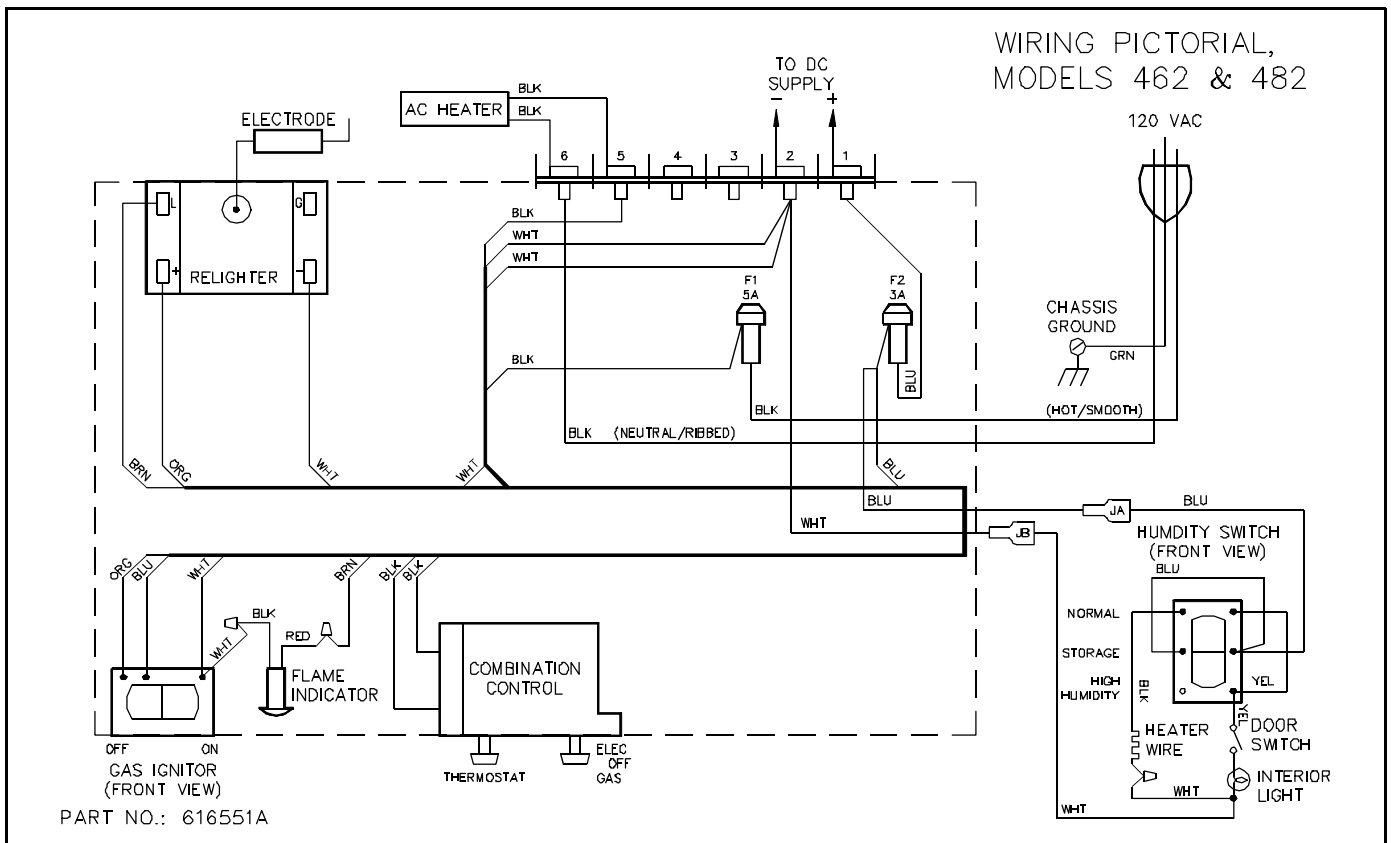 WIRING PICTORIAL,
MODELS 462 & 482
TO DC
SUPPLY
-
+
120 VAC
BLK
AC HEATER
BLK
ELECTRODE
6
5
4
3
2
1
L
G
+
-
RELIGHTER
BLK
WHT
WHT
F1
5A
F2
3A
CHASSIS
GROUND
GRN
BLK
BLU
BLK
(HOT/SMOOTH)
BLK
(NEUTRAL/RIBBED)
BRN
ORG
WHT
WHT
BLU
BLU
WHT
JA
BLU
JB
HUMDITY SWITCH
(FRONT VIEW)
BLU
ORG
BLU
WHT
BRN
BLK
BLK
BLK
WHT
RED
NORMAL
STORAGE
HIGH
HUMIDITY
BLK
YEL
YEL
FLAME
INDICATOR
COMBINATION
CONTROL
HEATER
WIRE
DOOR
SWITCH
OFF
ON
GAS IGNITOR
(FRONT VIEW)
THERMOSTAT
ELEC
OFF
GAS
INTERIOR
LIGHT
WHT
WHT
PART NO.: 616551A